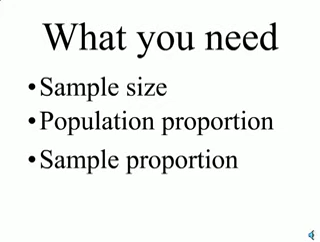 What you need
•Sample size
•Population proportion
•Sample proportion